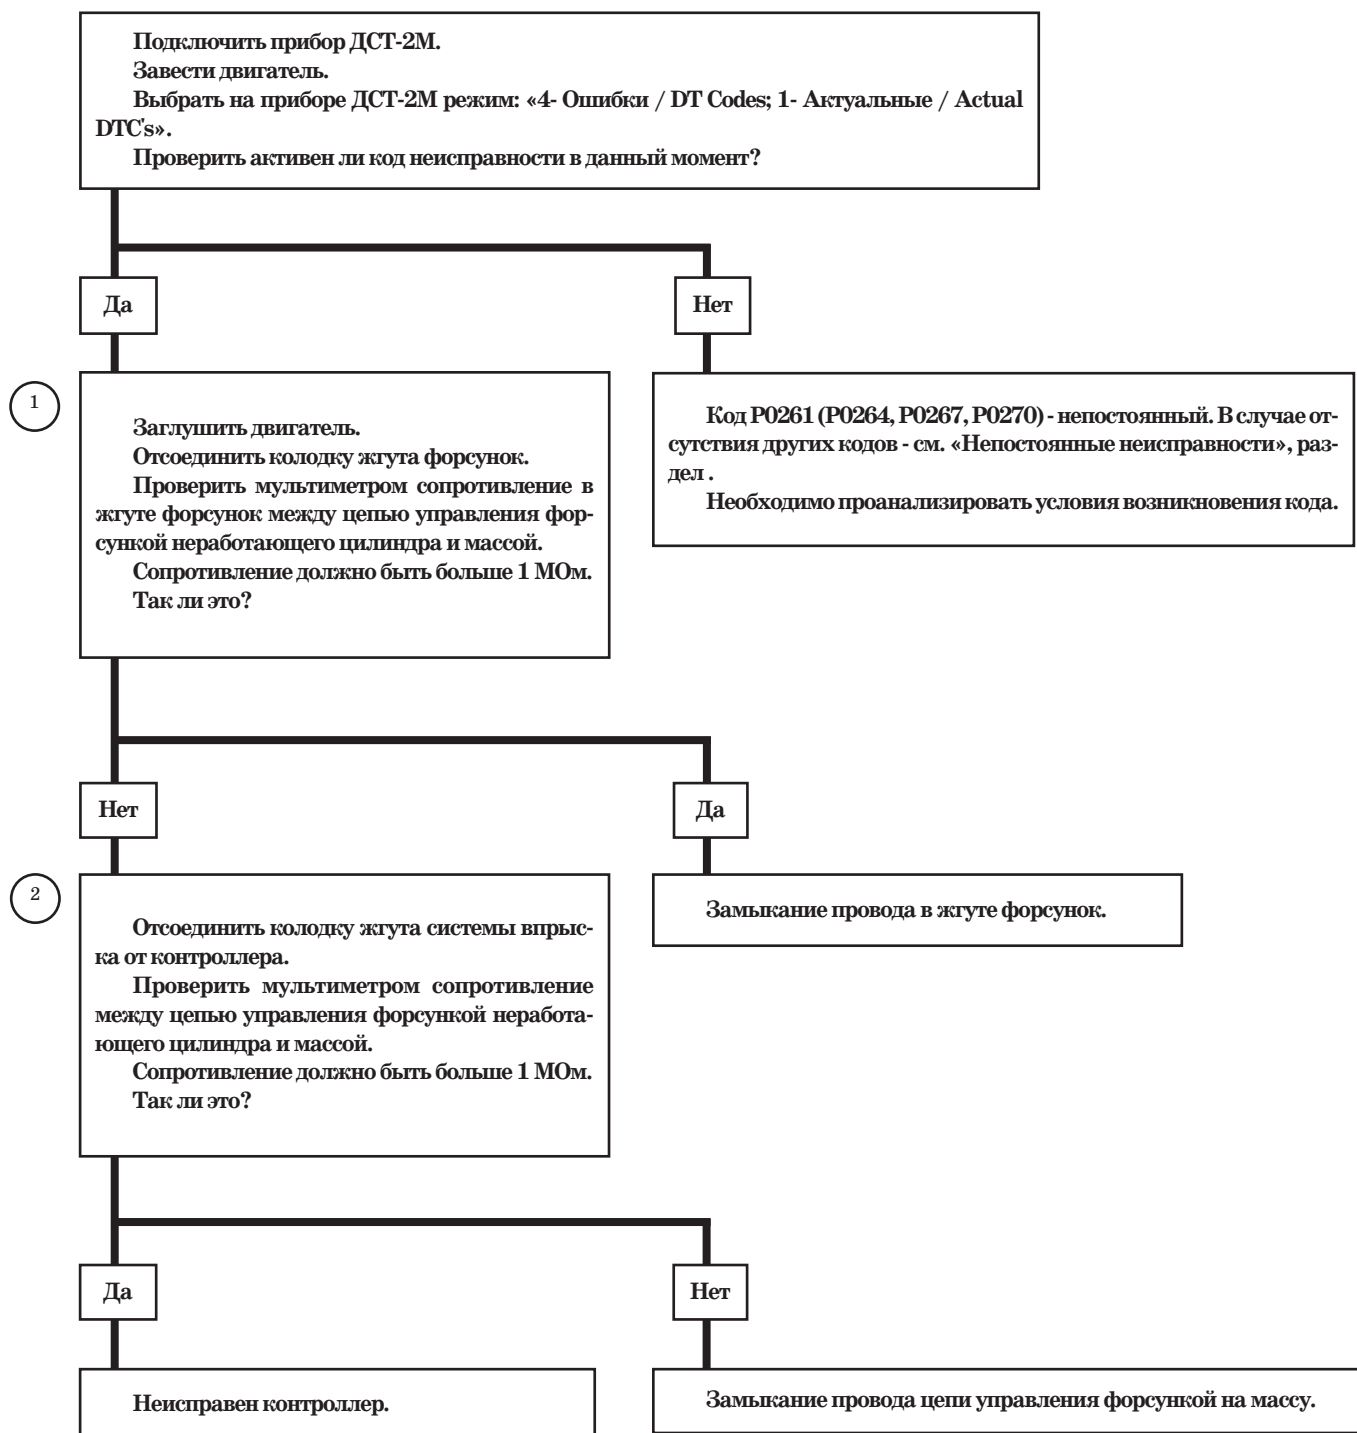 Подключить прибор ДСТ-2М.
Завести двигатель.
Выбрать на приборе ДСТ-2М режим: «4- Ошибки / DT Codes; 1- Актуальные / Actual
DTC's».
Проверить активен ли код неисправности в данный момент?
Да
Нет
1
Заглушить двигатель.
Отсоединить колодку жгута форсунок.
Проверить мультиметром сопротивление в
жгуте форсунок между цепью управления фор-
сункой неработающего цилиндра и массой.
Сопротивление должно быть больше 1 МОм.
Так ли это?
Код Р0261 (Р0264, Р0267, Р0270) - непостоянный. В случае от-
сутствия других кодов - см. «Непостоянные неисправности», раз-
дел .
Необходимо проанализировать условия возникновения кода.
Нет
Да
2
Отсоединить колодку жгута системы впрыс-
ка от контроллера.
Проверить мультиметром сопротивление
между цепью управления форсункой неработа-
ющего цилиндра и массой.
Сопротивление должно быть больше 1 МОм.
Так ли это?
Замыкание провода в жгуте форсунок.
Да
Нет
Неисправен контроллер.
Замыкание провода цепи управления форсункой на массу.